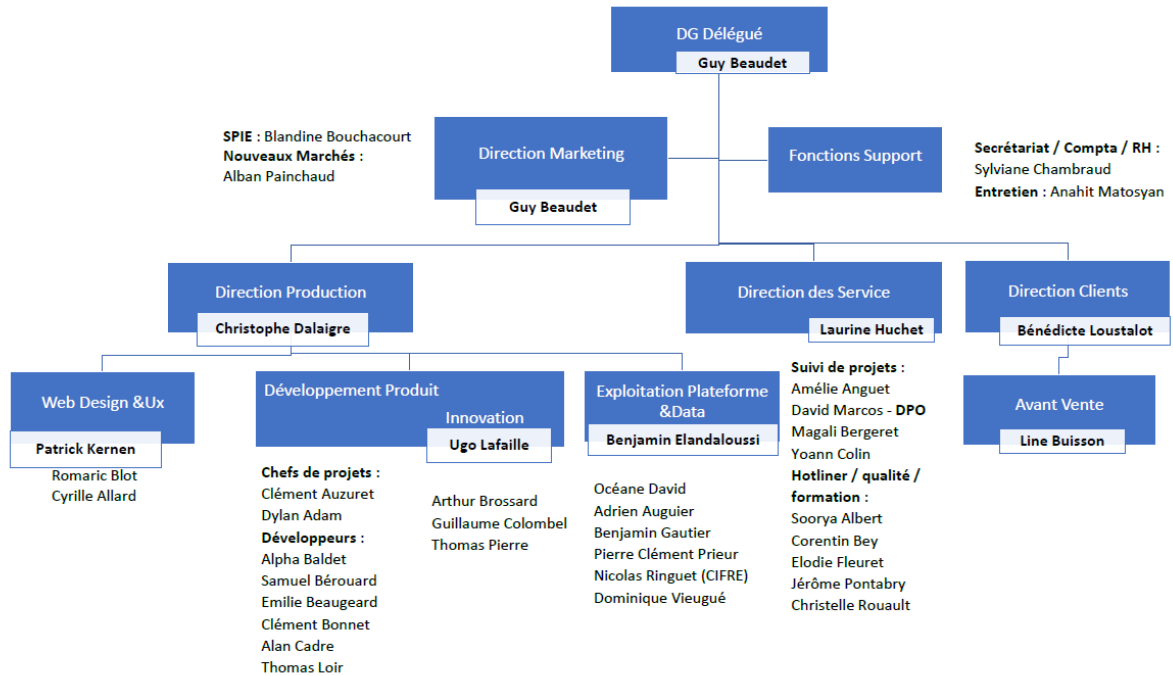 DG Délégué
Guy Beaudet
SPIE : Blandine Bouchacourt
Nouveaux Marchés :
Alban Painchaud
Direction Marketing
Guy Beaudet
Fonctions Support
Secrétariat / Compta / RH :
Sylviane Chambraud
Entretien : Anahit Matosyan
Direction Production
Christophe Dalaigre
Direction des Service
Laurine Huchet
Direction Clients
Bénédicte Loustalot
Web Design &Ux
Patrick Kernen
Romaric Blot
Cyrille Allard
Développement Produit
Innovation
Ugo Lafaille
Chefs de projets :
Clément Auzuret
Dylan Adam
Développeurs :
Alpha Baldet
Samuel Bérouard
Emilie Beaugeard
Clément Bonnet
Alan Cadre
Thomas Loir
Arthur Brossard
Guillaume Colombel
Thomas Pierre
Exploitation Plateforme
&Data
Benjamin Elandaloussi
Océane David
Adrien Auguier
Benjamin Gautier
Pierre Clément Prieur
Nicolas Ringuet (CIFRE)
Dominique Vieugué
Suivi de projets :
Amélie Anguet
David Marcos - DPO
Magali Bergeret
Yoann Colin
Hotliner / qualité /
formation :
Soorya Albert
Corentin Bey
Elodie Fleuret
Jérôme Pontabry
Christelle Rouault
Avant Vente
Line Buisson